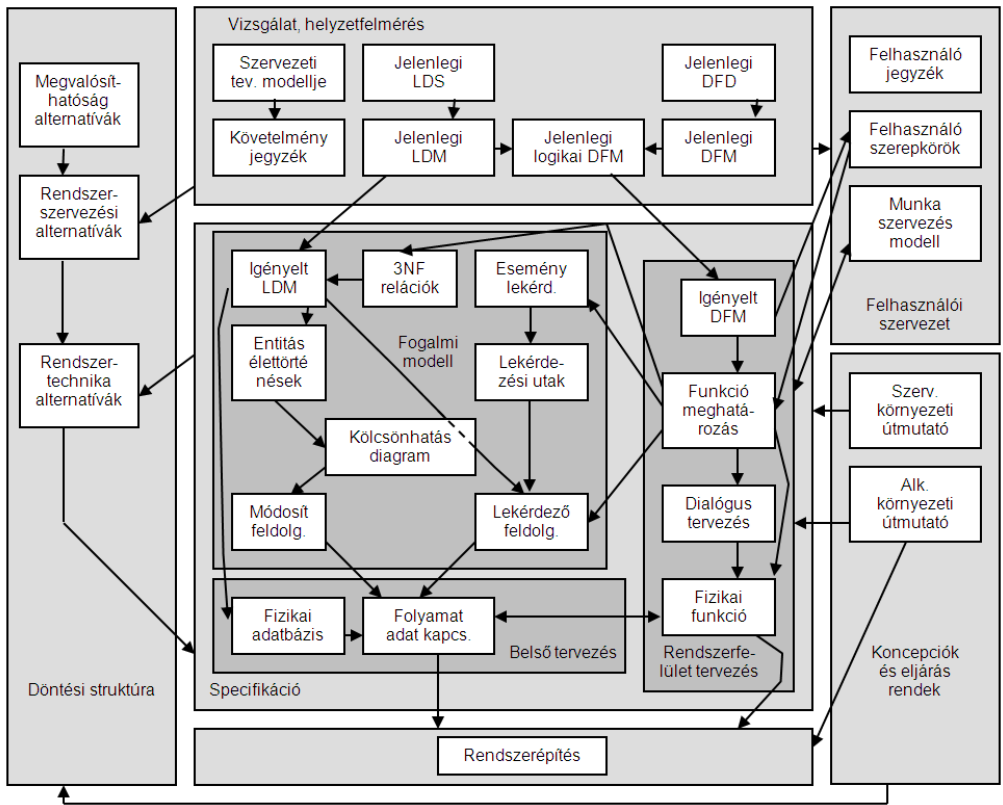 Vizsgálat, helyzetfelmérés
Megvalósít-
hatóság
alternatívák
Rendszer-
szervezési
alternatívák
Rendszer-
technika
alternatívák
Döntési struktúra
Szervezeti
tev. modellje
Jelenlegi
LDS
Jelenlegi
DFD
Követelmény
jegyzék
Jelenlegi
LDM
Jelenlegi
logikai DFM
Jelenlegi
DFM
Felhasználó
jegyzék
Felhasználó
szerepkörök
Munka
szervezés
modell
Felhasználói
szervezet
Igényelt
LDM
3NF
relációk
Esemény
lekérd.
Igényelt
DFM
Entitás
élettörté
nések
Fogalmi
modell
Lekérde-
zési utak
Funkció
meghatá-
rozás
Kölcsönhatás
diagram
Módosít
feldolg.
Lekérdező
feldolg.
Dialógus
tervezés
Fizikai
adatbázis
Folyamat
adat kapcs.
Fizikai
funkció
Belső tervezés
Rendszerfe-
lület tervezés
Specifikáció
Szerv.
környezeti
útmutató
Alk.
környezeti
útmutató
Koncepciók
és eljárás
rendek
Rendszerépítés